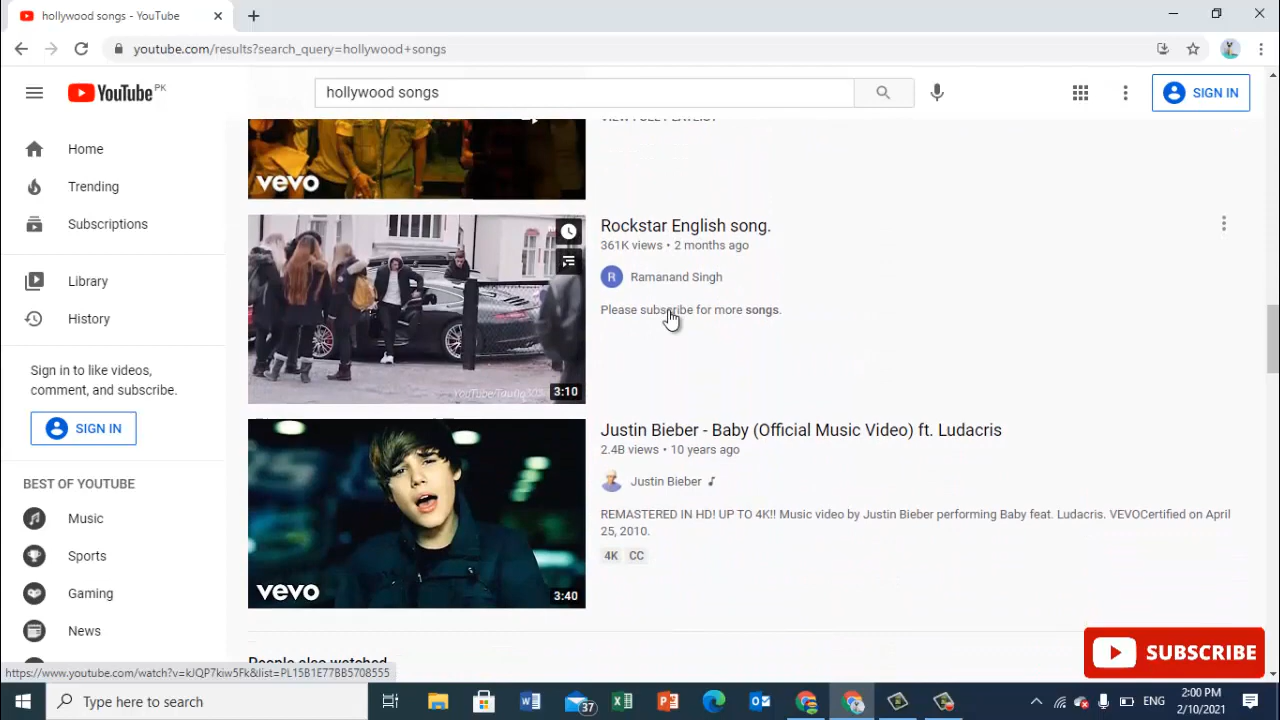 hollywood songs - YouTube
youtube.com/results?search_query=hollywood+songs
YouTube PK
hollywood songs
SIGN IN
Home
Trending
Subscriptions
Library
History
Sign in to like videos,
comment, and subscribe.
SIGN IN
BEST OF YOUTUBE
Music
Sports
Gaming
News
VIEW FULL PLAYLIST
vevo
Rockstar English song.
361K views • 2 months ago
R
Ramanand Singh
Please subscribe for more songs.
3:10
Justin Bieber - Baby (Official Music Video) ft. Ludacris
2.4B views • 10 years ago
Justin Bieber
REMASTERED IN HD! UP TO 4K!! Music video by Justin Bieber performing Baby feat. Ludacris. VEVOCertified on April
25, 2010.
4K CC
vevo
3:40
People also watched
SUBSCRIBE
https://www.youtube.com/watch?v=kJQP7kiw5Fk&list=PL15B1E77BB5708555
Type here to search
37
ENG
2:00 PM
2/10/2021